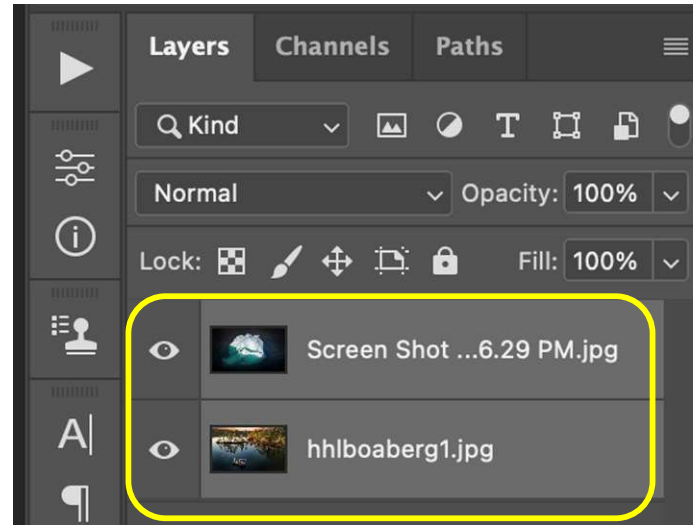 Layers Channels Paths
Kind
Normal Opacity: 100%
Lock: Fill: 100%
Screen Shot ...6.29 PM.jpg
hhlboaberg1.jpg